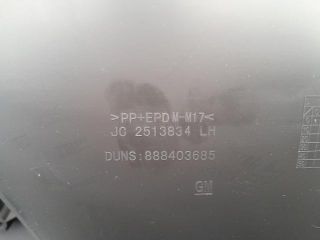 >PP+EPDM-M17<
JG 2513834 LH
DUNS:888403685
GM